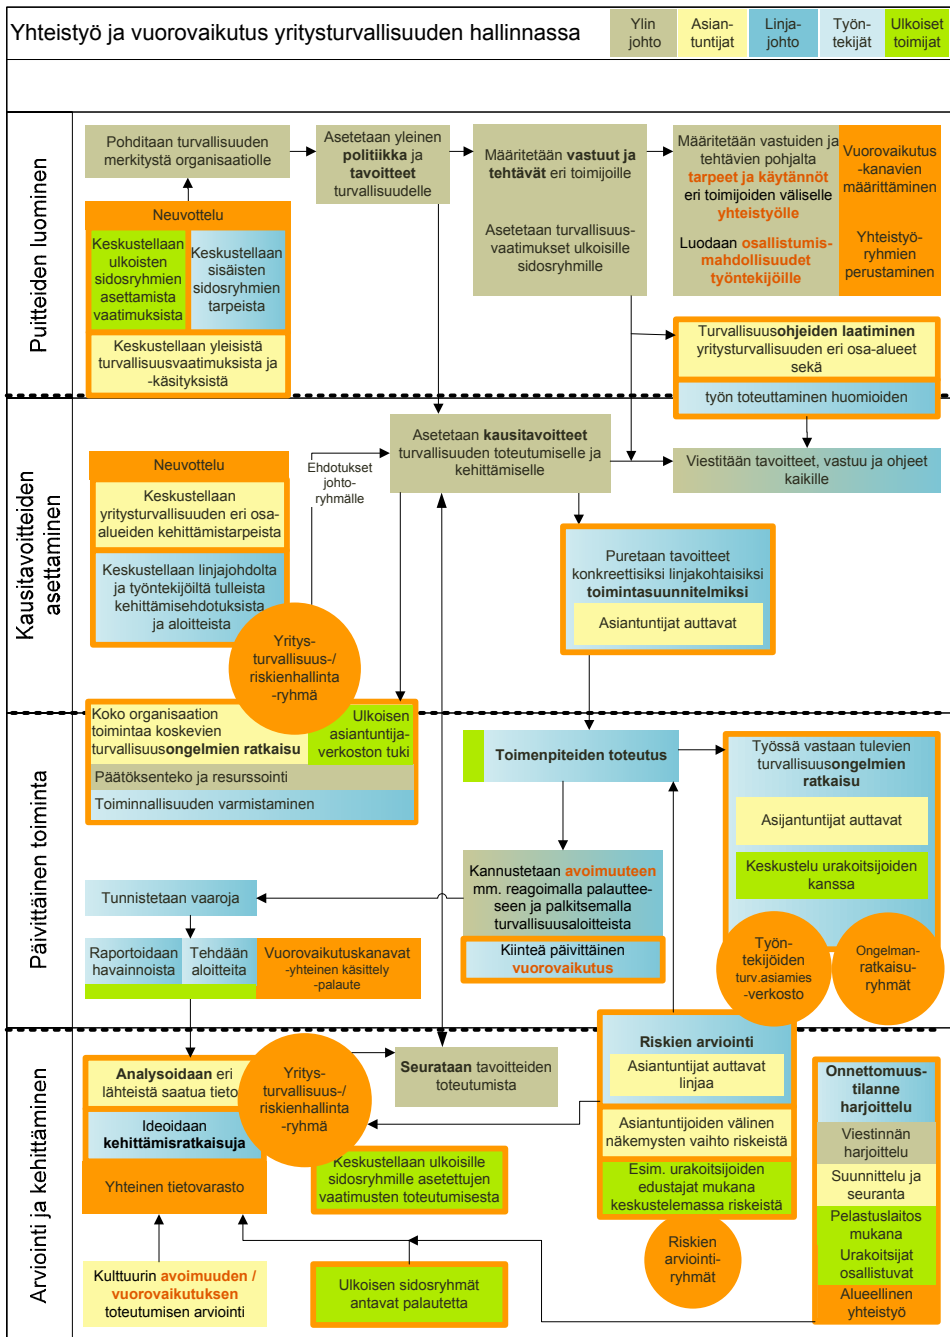 Yhteistyö ja vuorovaikutus yritysturvallisuuden hallinnassa
Ylin
johto
Asian-
tuntijat
Linja-
johto
Työn-
tekijät
Ulkoiset
toimijat
Puitteiden luominen
Pohditaan turvallisuuden
merkitystä organisaatiolle
Asetetaan yleinen
politiikka ja
tavoitteet
turvallisuudelle
Määritetään vastuut ja
tehtävät eri toimijoille
Asetetaan turvallisuus-
vaatimukset ulkoisille
sidosryhmille
Määritetään vastuiden ja
tehtävien pohjalta
tarpeet ja käytännöt
eri toimijoiden väliselle
yhteistyölle
Luodaan osallistumis-
mahdollisuudet
työntekijöille
Vuorovaikutus
-kanavien
määrittäminen
Yhteistyö-
ryhmien
perustaminen
Neuvottelu
Keskustellaan
ulkoisten
sidosryhmien
asettamista
vaatimuksista
Keskustellaan
sisäisten
sidosryhmien
tarpeista
Keskustellaan yleisistä
turvallisuusvaatimuksista ja
-käsityksistä
Turvallisuusohjeiden laatiminen
yritysturvallisuuden eri osa-alueet
sekä
työn toteuttaminen huomioiden
Kausitavoitteiden
asettaminen
Neuvottelu
Keskustellaan
yritysturvallisuuden eri osa-
alueiden kehittämistarpeista
Keskustellaan linjajohdolta
ja työntekijöiltä tulleista
kehittämisehdotuksista
ja aloitteista
Yritys-
turvallisuus-/
riskienhallinta
-ryhmä
Ehdotukset
johto-
ryhmälle
Asetetaan kausitavoitteet
turvallisuuden toteutumiselle ja
kehittämiselle
Viestitään tavoitteet, vastuu ja ohjeet
kaikille
Puretaan tavoitteet
konkreettisiksi linjakohtaisiksi
toimintasuunnitelmiksi
Asiantuntijat auttavat
Päivittäinen toiminta
Koko organisaation
toimintaa koskevien
turvallisuusongelmien ratkaisu
Ulkoisen
asiantuntija-
verkoston tuki
Päätöksenteko ja resurssointi
Toiminnallisuuden varmistaminen
Toimenpiteiden toteutus
Työssä vastaan tulevien
turvallisuusongelmien
ratkaisu
Asijantuntijat auttavat
Keskustelu urakoitsijoiden
kanssa
Työn-
tekijöiden
turv.asiamies
-verkosto
Ongelman-
ratkaisu-
ryhmät
Kannustetaan avoimuuteen
mm. reagoimalla palauttee-
seen ja palkitsemalla
turvallisuusaloitteista
Kiinteä päivittäinen
vuorovaikutus
Tunnistetaan vaaroja
Raportoidaan
havainnoista
Tehdään
aloitteita
Vuorovaikutuskanavat
-yhteinen käsittely
-palaute
Arviointi ja kehittäminen
Analysoidaan eri
lähteistä saatua tieto
Ideoidaan
kehittämisratkaisuja
Yhteinen tietovarasto
Yritys-
turvallisuus-/
riskienhallinta
-ryhmä
Seurataan tavoitteiden
toteutumista
Keskustellaan ulkoisille
sidosryhmille asetettujen
vaatimusten toteutumisesta
Riskien arviointi
Asiantuntijat auttavat
linjaa
Asiantuntijoiden välinen
näkemysten vaihto riskeistä
Esim. urakoitsijoiden
edustajat mukana
keskustelemassa riskeistä
Riskien
arviointi-
ryhmät
Onnettomuus-
tilanne
harjoittelu
Viestinnän
harjoittelu
Suunnittelu ja
seuranta
Pelastuslaitos
mukana
Urakoitsijat
osallistuvat
Alueellinen
yhteistyö
Kulttuurin avoimuuden /
vuorovaikutuksen
toteutumisen arviointi
Ulkoisen sidosryhmät
antavat palautetta